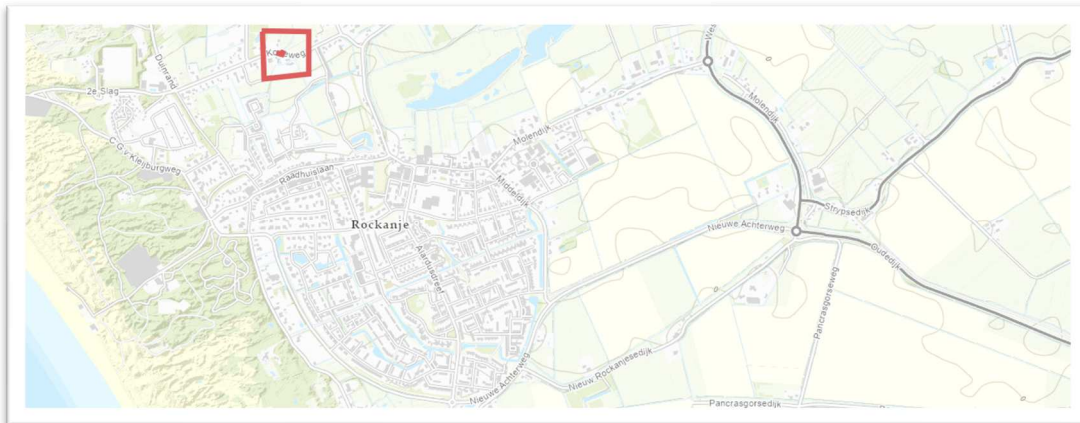 Duinrand
2e Slag
C.G.v.Kleijburgweg
Raadhuislaan
Molendijk
Middeldijk
Molendijk
Rockanje
Alardusdreef
Strypsedijk
Nieuwe Achterweg
Oudedijk
Pancrasgorseweg
Nieuw Rockanjesedijk
Nieuwe Achterweg
Pancrasgorsedijk